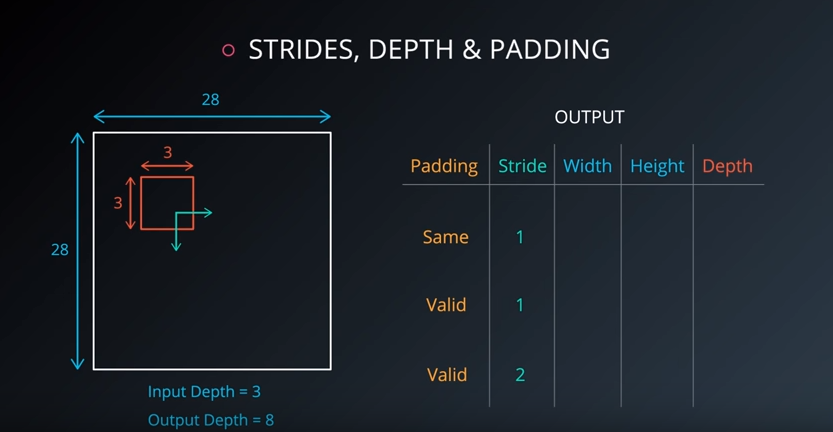 STRIDES, DEPTH & PADDING
28
3
3
28
Input Depth = 3
Output Depth = 8
OUTPUT
Padding Stride Width Height Depth
Same 1
Valid 1
Valid 2